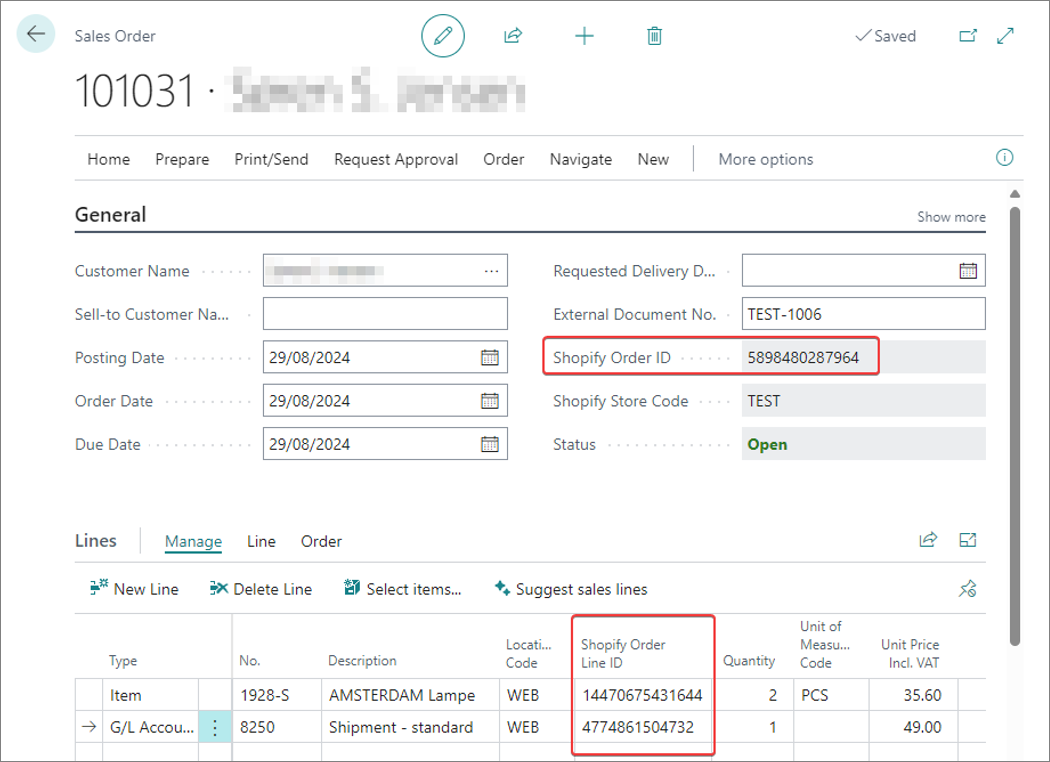 Sales Order
Saved
101031 ·
Home Prepare Print/Send Request Approval Order Navigate New More options
General
Show more
Customer Name
Requested Delivery D...
Sell-to Customer Na...
External Document No. TEST-1006
Posting Date 29/08/2024
Shopify Order ID 5898480287964
Order Date 29/08/2024
Shopify Store Code TEST
Due Date 29/08/2024
Status Open
Lines Manage Line Order
New Line Delete Line Select items... Suggest sales lines
Type No. Description Locati... Code Shopify Order Line ID Quantity Unit of Measu... Code Unit Price Incl. VAT
Item 1928-S AMSTERDAM Lampe WEB 14470675431644 2 PCS 35.60
G/L Accou... 8250 Shipment - standard WEB 4774861504732 1 49.00